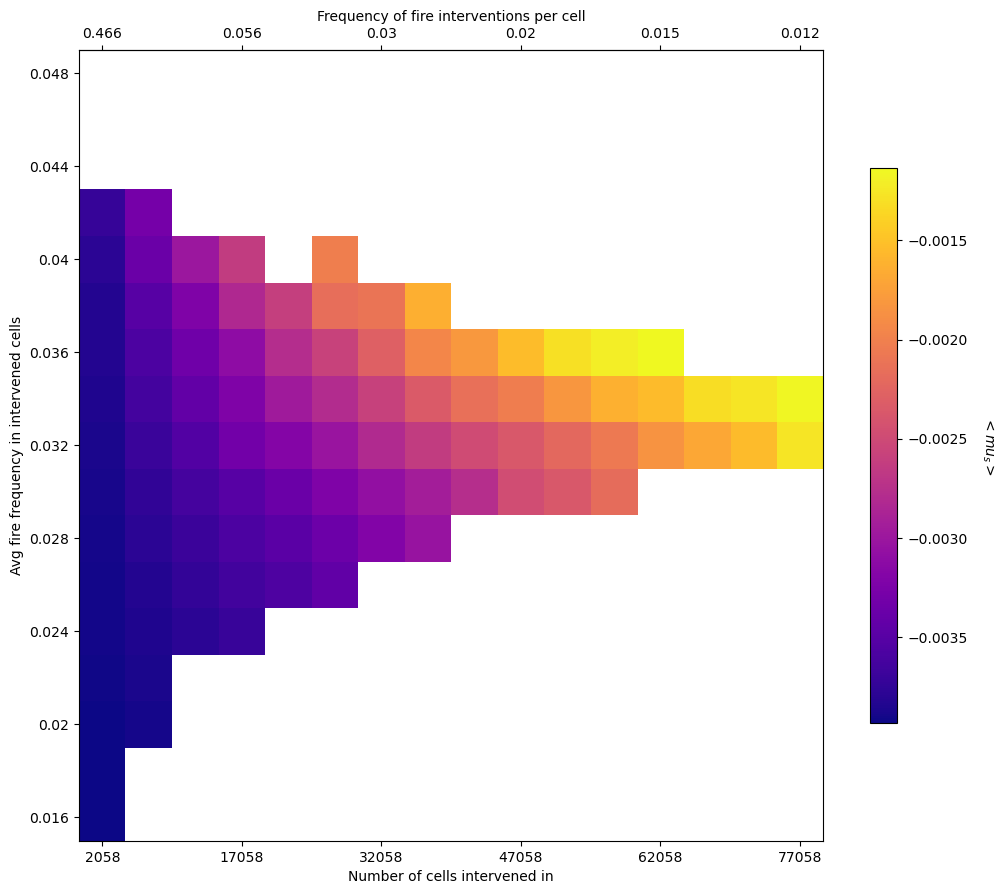 Frequency of fire interventions per cell
0.466 0.056 0.03 0.02 0.015 0.012
0.048
0.044
0.04
0.036
0.032
0.028
0.024
0.02
0.016
Avg fire frequency in intervened cells
2058 17058 32058 47058 62058 77058
Number of cells intervened in
−0.0015
−0.0020
−0.0025
−0.0030
−0.0035
< mu_s >